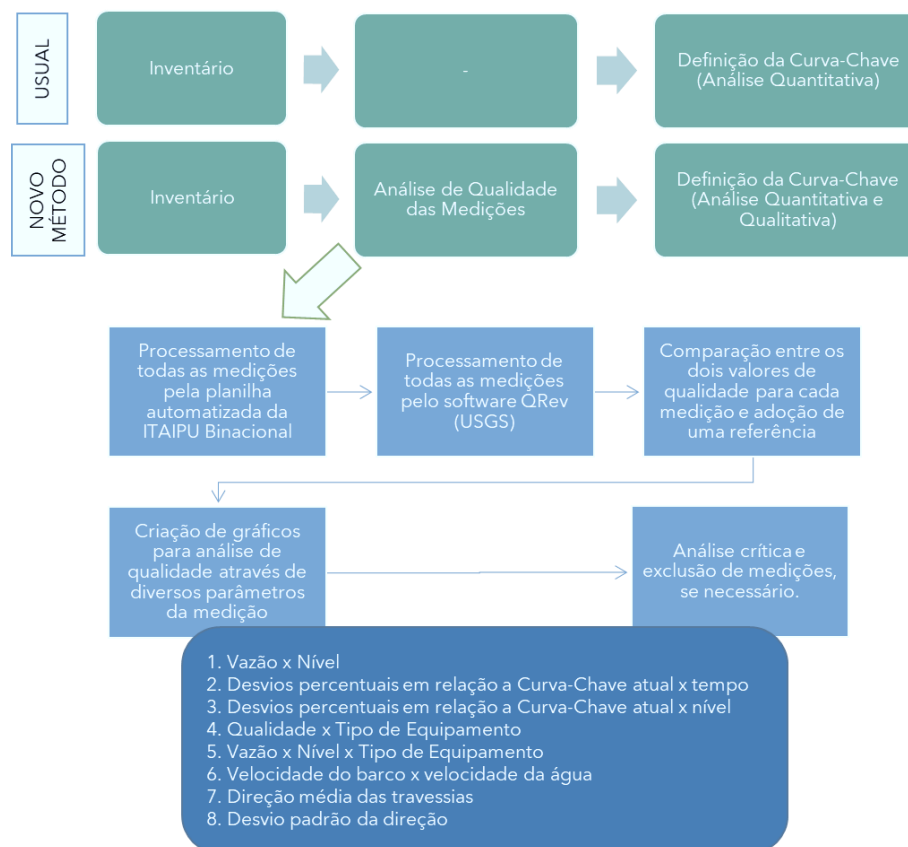 USUAL
Inventário
-
Definição da Curva-Chave
(Análise Quantitativa)
NOVO
MÉTODO
Inventário
Análise de Qualidade
das Medições
Definição da Curva-Chave
(Análise Quantitativa e
Qualitativa)
Processamento de
todas as medições
pela planilha
automatizada da
ITAIPU Binacional
Processamento de
todas as medições
pelo software QRev
(USGS)
Comparação entre os
dois valores de
qualidade para cada
medição e adoção de
uma referência
Criação de gráficos
para análise de
qualidade através de
diversos parâmetros
da medição
Análise crítica e
exclusão de medições,
se necessário.
1. Vazão x Nível
2. Desvios percentuais em relação a Curva-Chave atual x tempo
3. Desvios percentuais em relação a Curva-Chave atual x nível
4. Qualidade x Tipo de Equipamento
5. Vazão x Nível x Tipo de Equipamento
6. Velocidade do barco x velocidade da água
7. Direção média das travessias
8. Desvio padrão da direção